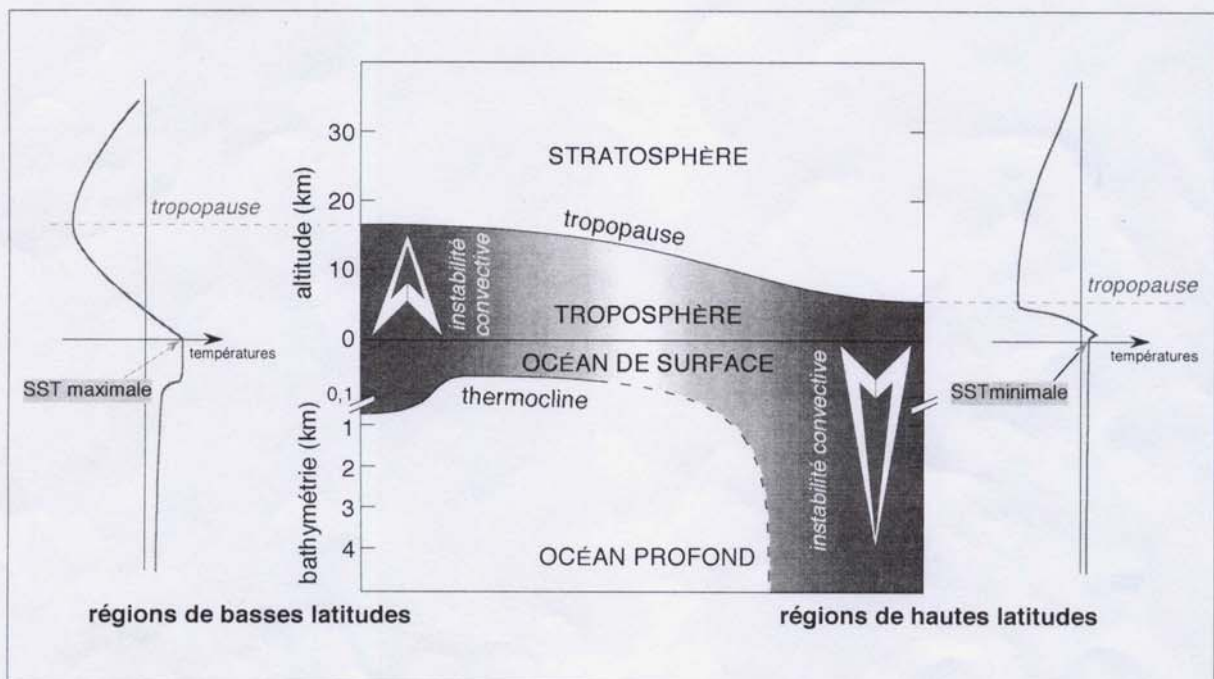 30
20
10
0
0,1
1
2
3
4
altitude (km)
bathymétrie (km)
STRATOSPHÈRE
tropopause
tropopause
tropopause
instabilité
convective
TROPOSPHÈRE
OCÉAN DE SURFACE
thermocline
instabilité convective
OCÉAN PROFOND
températures
SST maximale
températures
SSTminimale
régions de basses latitudes
régions de hautes latitudes